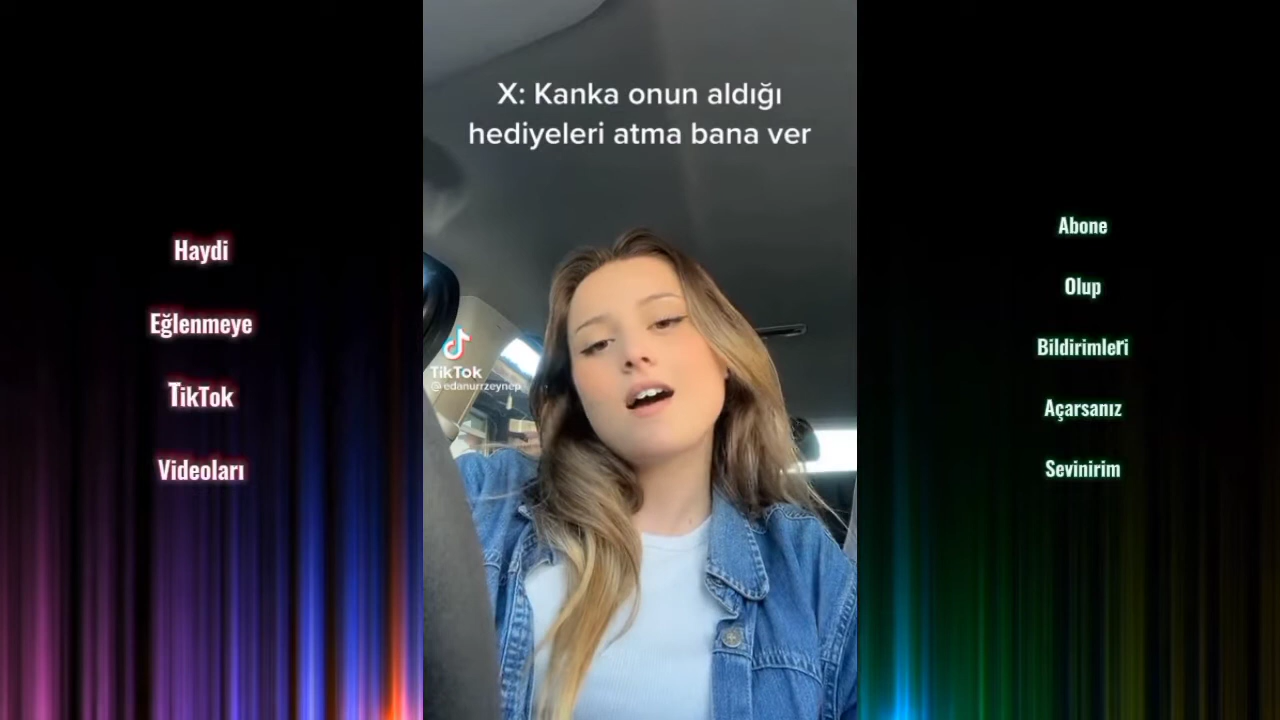 X: Kanka onun aldığı
hediyeleri atma bana ver
Haydi
Eğlenmeye
TikTok
Videoları
TikTok
@edanurrzeynep
Abone
Olup
Bildirimleri
Açarsanız
Sevinirim